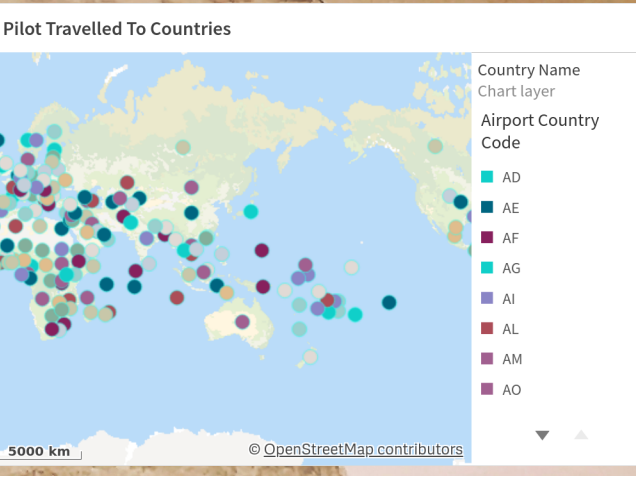 Pilot Travelled To Countries
Country Name
Chart layer
Airport Country
Code
AD
AE
AF
AG
AI
AL
AM
AO
5000 km
© OpenStreetMap contributors